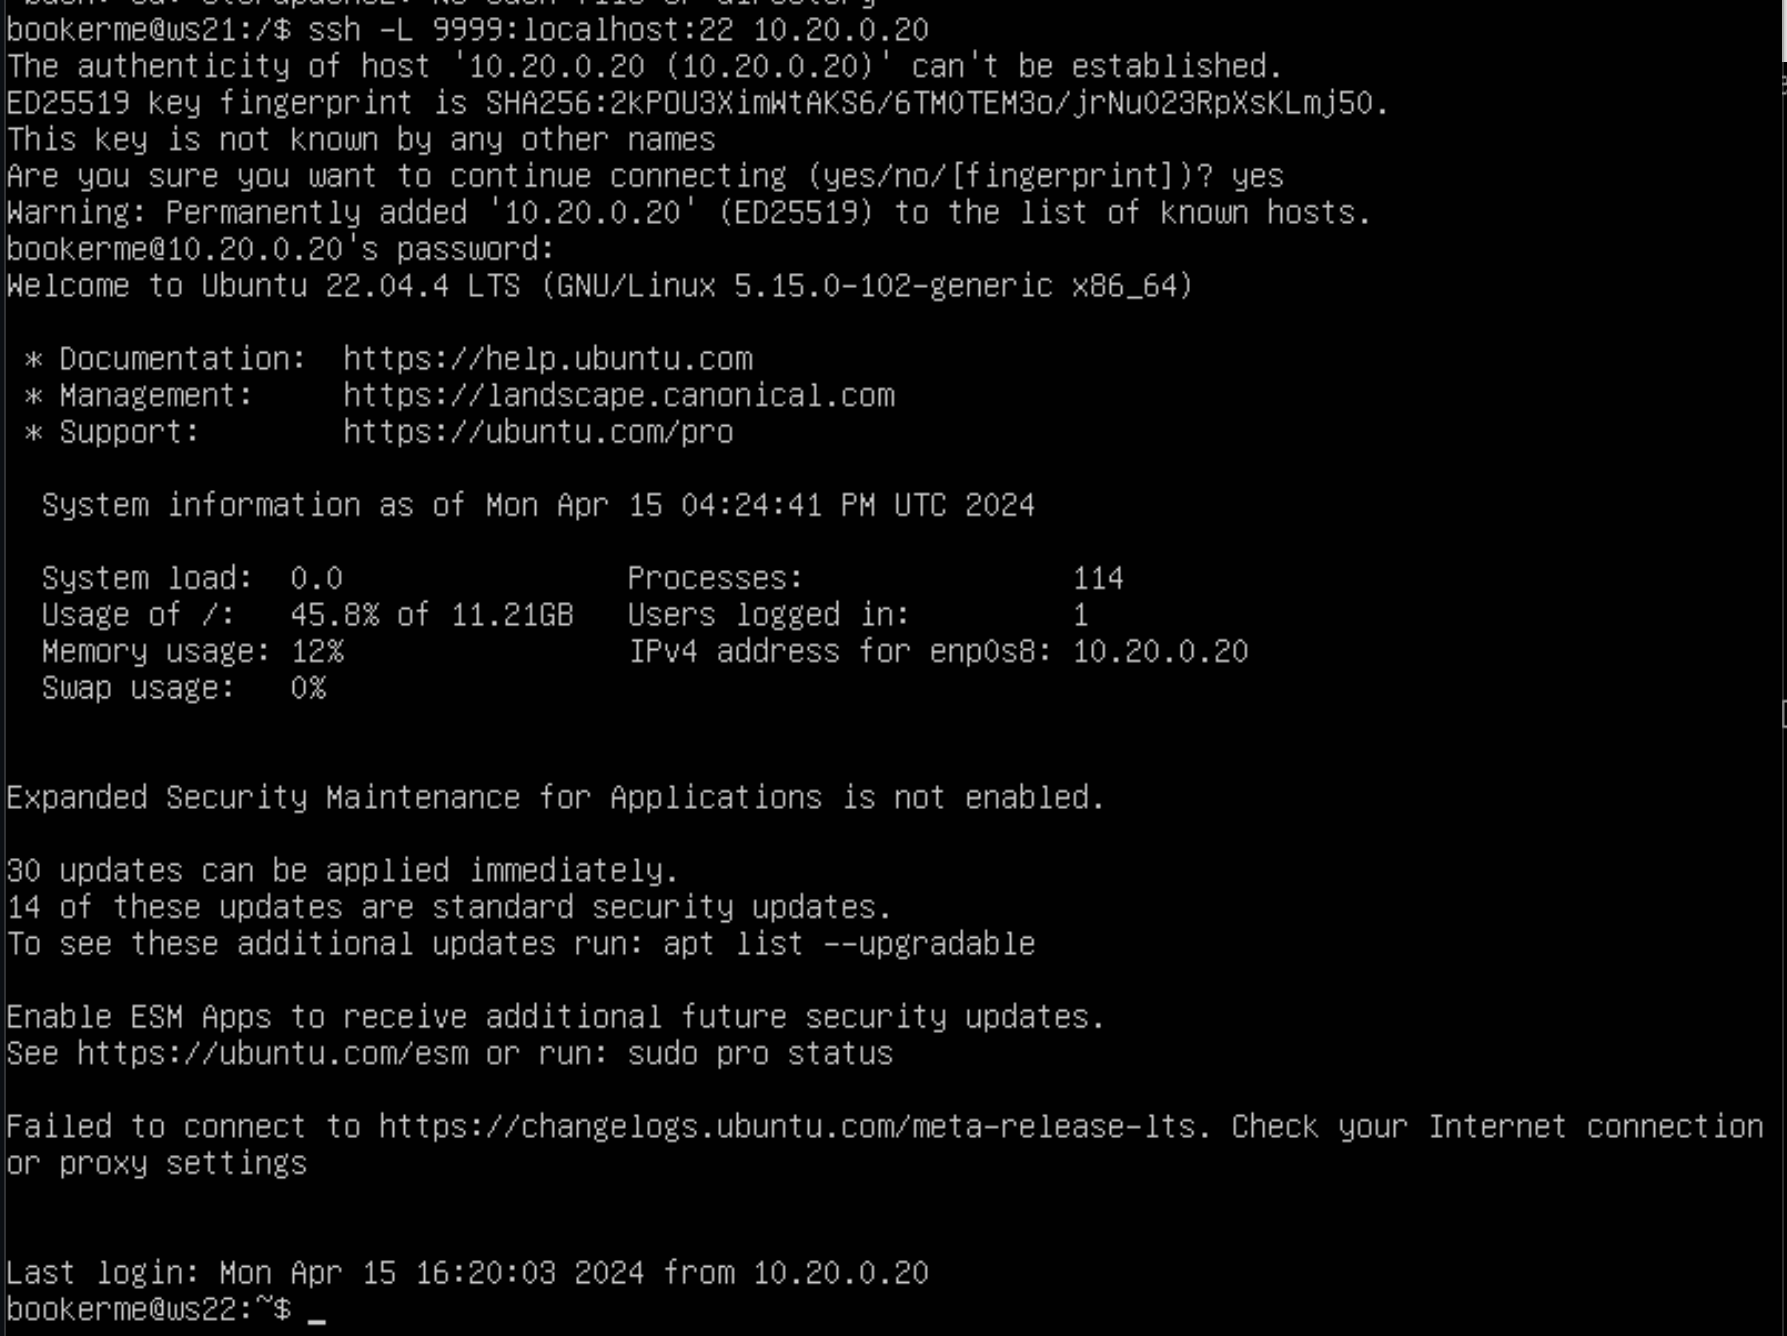 bookerme@ws21:/$ ssh -L 9999:localhost:22 10.20.0.20
The authenticity of host '10.20.0.20 (10.20.0.20)' can't be established.
ED25519 key fingerprint is SHA256:2kPOU3XimWtAKS6/6TMOTEM3o/jrNuO23RpXsKLmj50.
This key is not known by any other names
Are you sure you want to continue connecting (yes/no/[fingerprint])? yes
Warning: Permanently added '10.20.0.20' (ED25519) to the list of known hosts.
bookerme@10.20.0.20's password:
Welcome to Ubuntu 22.04.4 LTS (GNU/Linux 5.15.0-102-generic x86_64)
* Documentation:  https://help.ubuntu.com
* Management:     https://landscape.canonical.com
* Support:        https://ubuntu.com/pro
System information as of Mon Apr 15 04:24:41 PM UTC 2024
System load:  0.0                Processes:               114
Usage of /:   45.8% of 11.21GB   Users logged in:         1
Memory usage: 12%                IPv4 address for enp0s8: 10.20.0.20
Swap usage:   0%
Expanded Security Maintenance for Applications is not enabled.
30 updates can be applied immediately.
14 of these updates are standard security updates.
To see these additional updates run: apt list --upgradable
Enable ESM Apps to receive additional future security updates.
See https://ubuntu.com/esm or run: sudo pro status
Failed to connect to https://changelogs.ubuntu.com/meta-release-lts. Check your Internet connection
or proxy settings
Last login: Mon Apr 15 16:20:03 2024 from 10.20.0.20
bookerme@ws22:~$ _